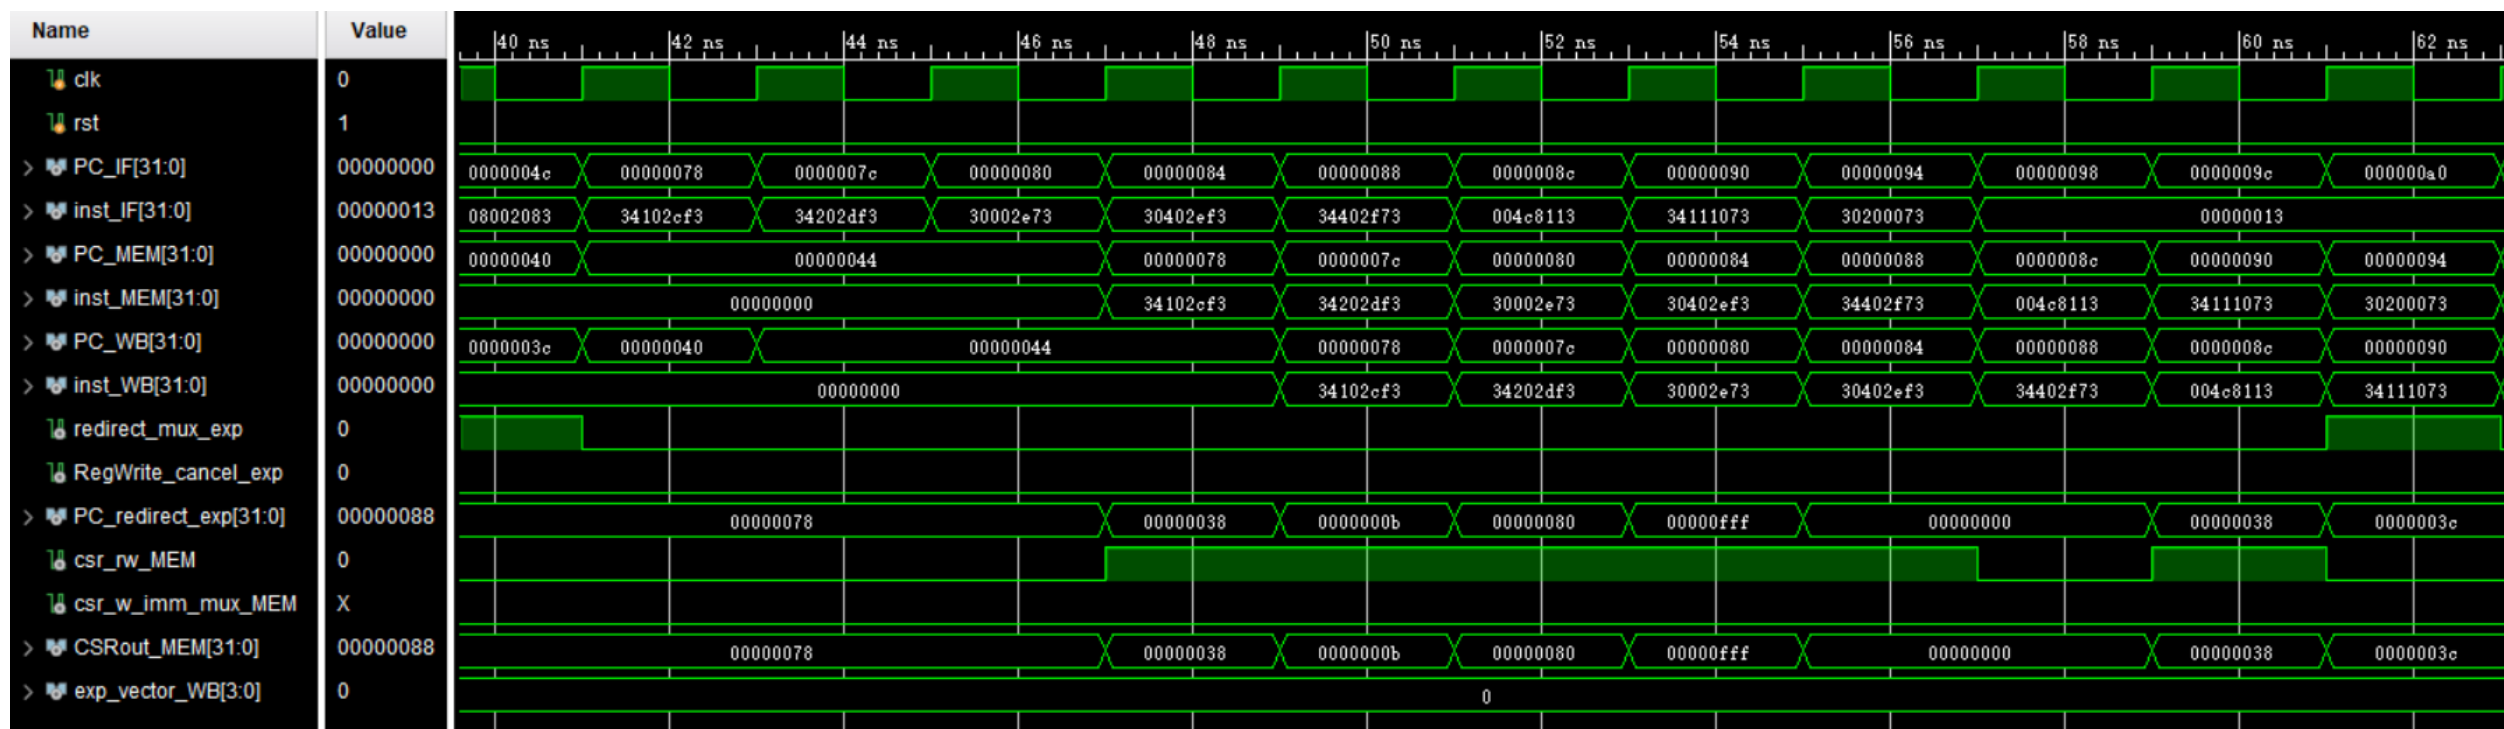 Name Value 40 ns 42 ns 44 ns 46 ns 48 ns 50 ns 52 ns 54 ns 56 ns 58 ns 60 ns 62 ns
clk 0
rst 1
PC_IF[31:0] 00000000 0000004c 00000078 0000007c 00000080 00000084 00000088 0000008c 00000090 00000094 00000098 0000009c 000000a0
inst_IF[31:0] 00000013 08002083 34102cf3 34202df3 30002e73 30402ef3 34402f73 004c8113 34111073 30200073 00000013
PC_MEM[31:0] 00000000 00000040 00000044 00000078 0000007c 00000080 00000084 00000088 0000008c 00000090 00000094
inst_MEM[31:0] 00000000 00000000 34102cf3 34202df3 30002e73 30402ef3 34402f73 004c8113 34111073 30200073
PC_WB[31:0] 00000000 0000003c 00000040 00000044 00000078 0000007c 00000080 00000084 00000088 0000008c 00000090
inst_WB[31:0] 00000000 00000000 34102cf3 34202df3 30002e73 30402ef3 34402f73 004c8113 34111073
redirect_mux_exp 0
RegWrite_cancel_exp 0
PC_redirect_exp[31:0] 00000088 00000078 00000038 0000000b 00000080 00000fff 00000000 00000038 0000003c
csr_rw_MEM 0
csr_w_imm_mux_MEM X
CSRout_MEM[31:0] 00000088 00000078 00000038 0000000b 00000080 00000fff 00000000 00000038 0000003c
exp_vector_WB[3:0] 0 0